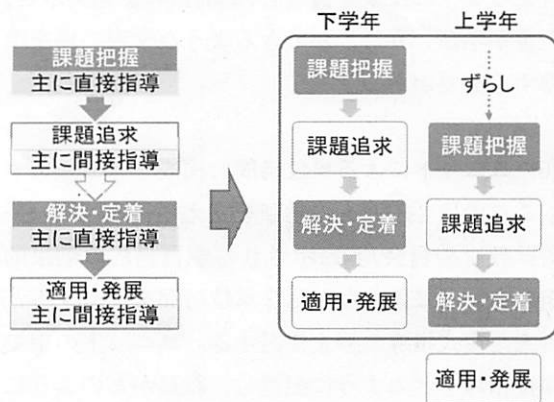 課題把握
主に直接指導
課題追求
主に間接指導
解決・定着
主に直接指導
適用・発展
主に間接指導
下学年
課題把握
課題追求
解決・定着
適用・発展
上学年
ずらし
課題把握
課題追求
解決・定着
適用・発展